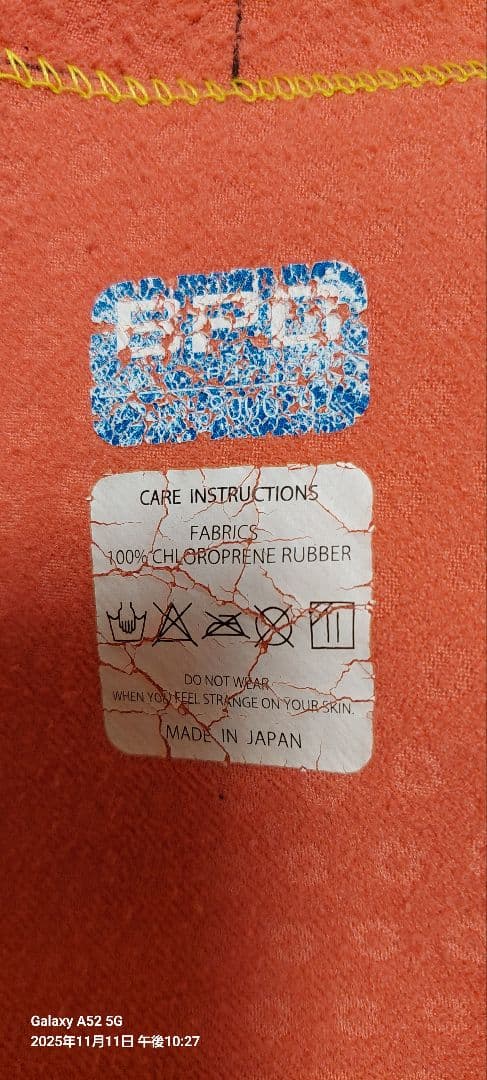 CARE INSTRUCTIONS
FABRICS
100% CHLOROPRENE RUBBER
DO NOT WEAR
WHEN YOU FEEL STRANGE ON YOUR SKIN.
MADE IN JAPAN
Galaxy A52 5G
2025年11月11日 午後10:27